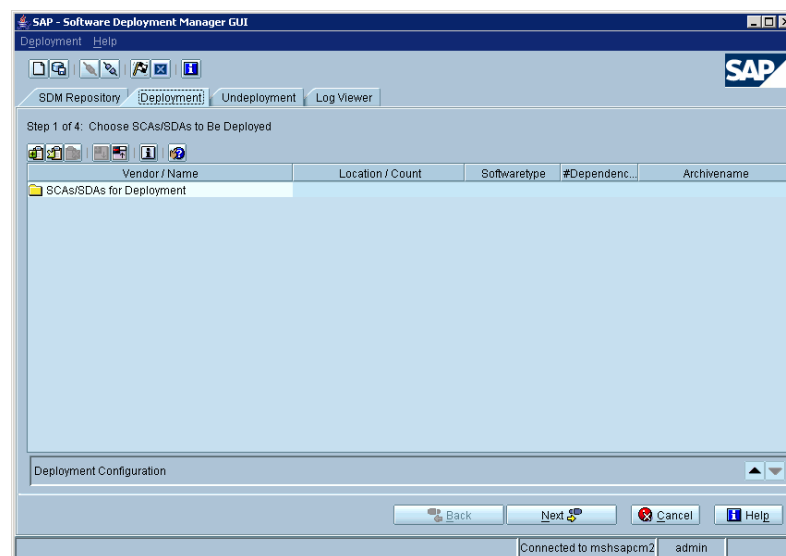 SAP - Software Deployment Manager GUI
Deployment Help
SAP
SDM Repository Deployment Undeployment Log Viewer
Step 1 of 4: Choose SCAs/SDAs to Be Deployed
Vendor / Name Location / Count Softwaretype #Dependenc... Archivename
SCAs/SDAs for Deployment
Deployment Configuration
Back Next Cancel Help
Connected to mshsapcm2 admin